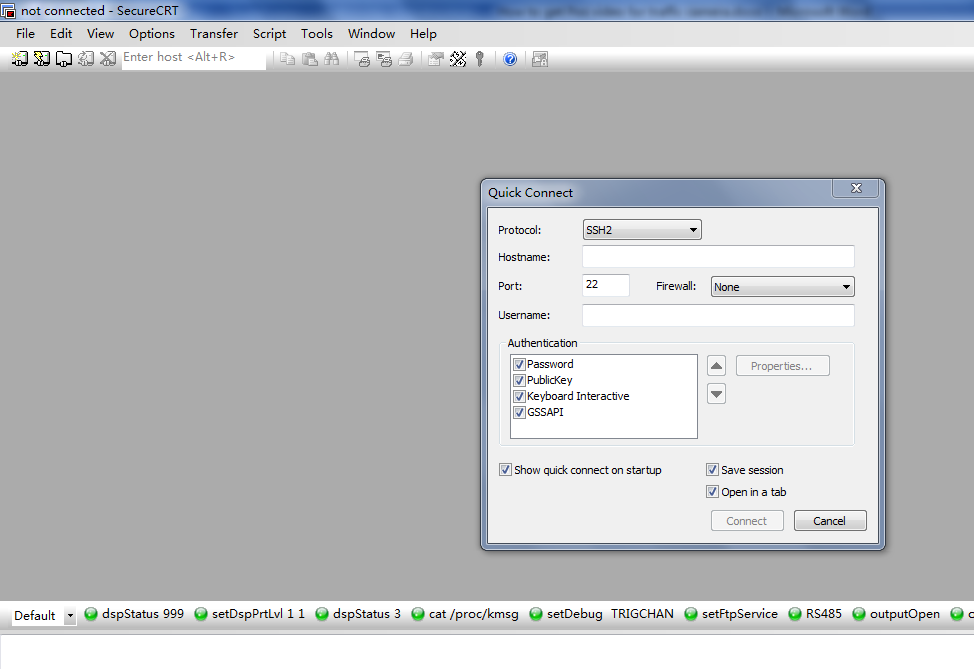 not connected - SecureCRT
File Edit View Options Transfer Script Tools Window Help
Enter host <Alt+R>
Quick Connect
Protocol: SSH2
Hostname:
Port: 22 Firewall: None
Username:
Authentication
Password
PublicKey
Keyboard Interactive
GSSAPI
Properties...
Show quick connect on startup
Save session
Open in a tab
Connect Cancel
Default dspStatus 999 setDspPrtLvl 1 1 dspStatus 3 cat /proc/kmsg setDebug TRIGCHAN setFtpService RS485 outputOpen